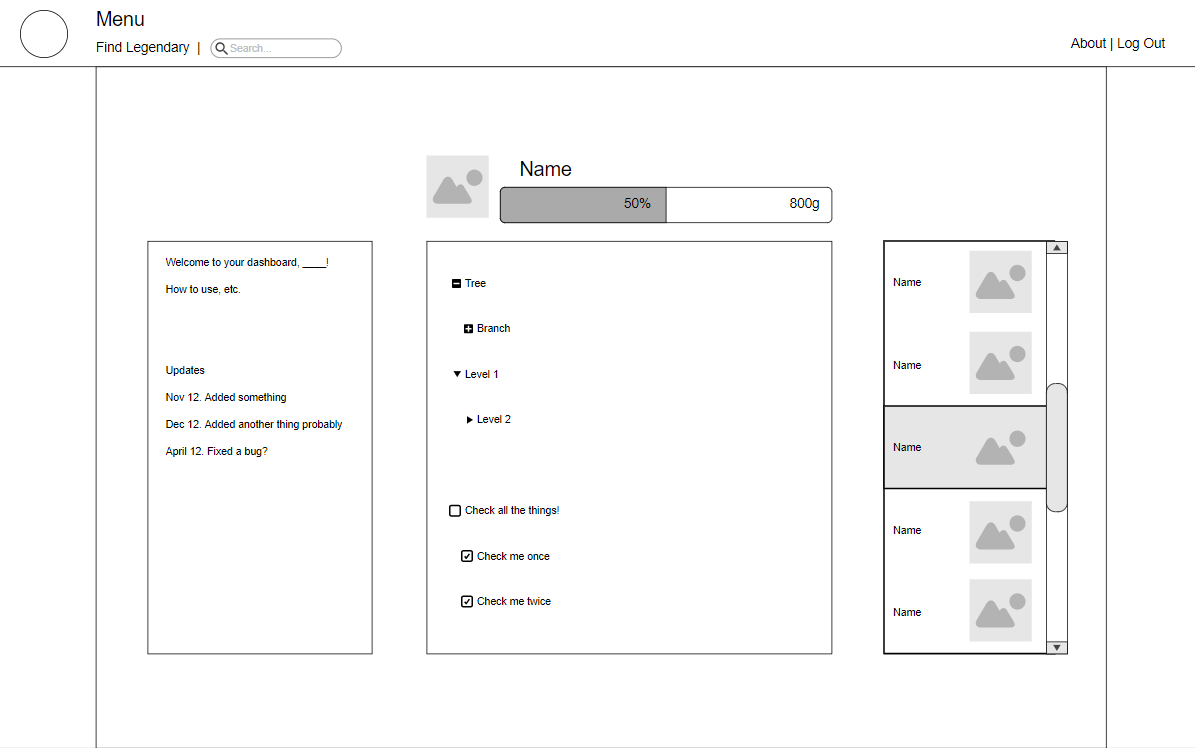 Menu
Find Legendary | Search...
About | Log Out
Name
50% 800g
Welcome to your dashboard, ____!
How to use, etc.
Updates
Nov 12. Added something
Dec 12. Added another thing probably
April 12. Fixed a bug?
Tree
Branch
Level 1
Level 2
Check all the things!
Check me once
Check me twice
Name
Name
Name
Name
Name